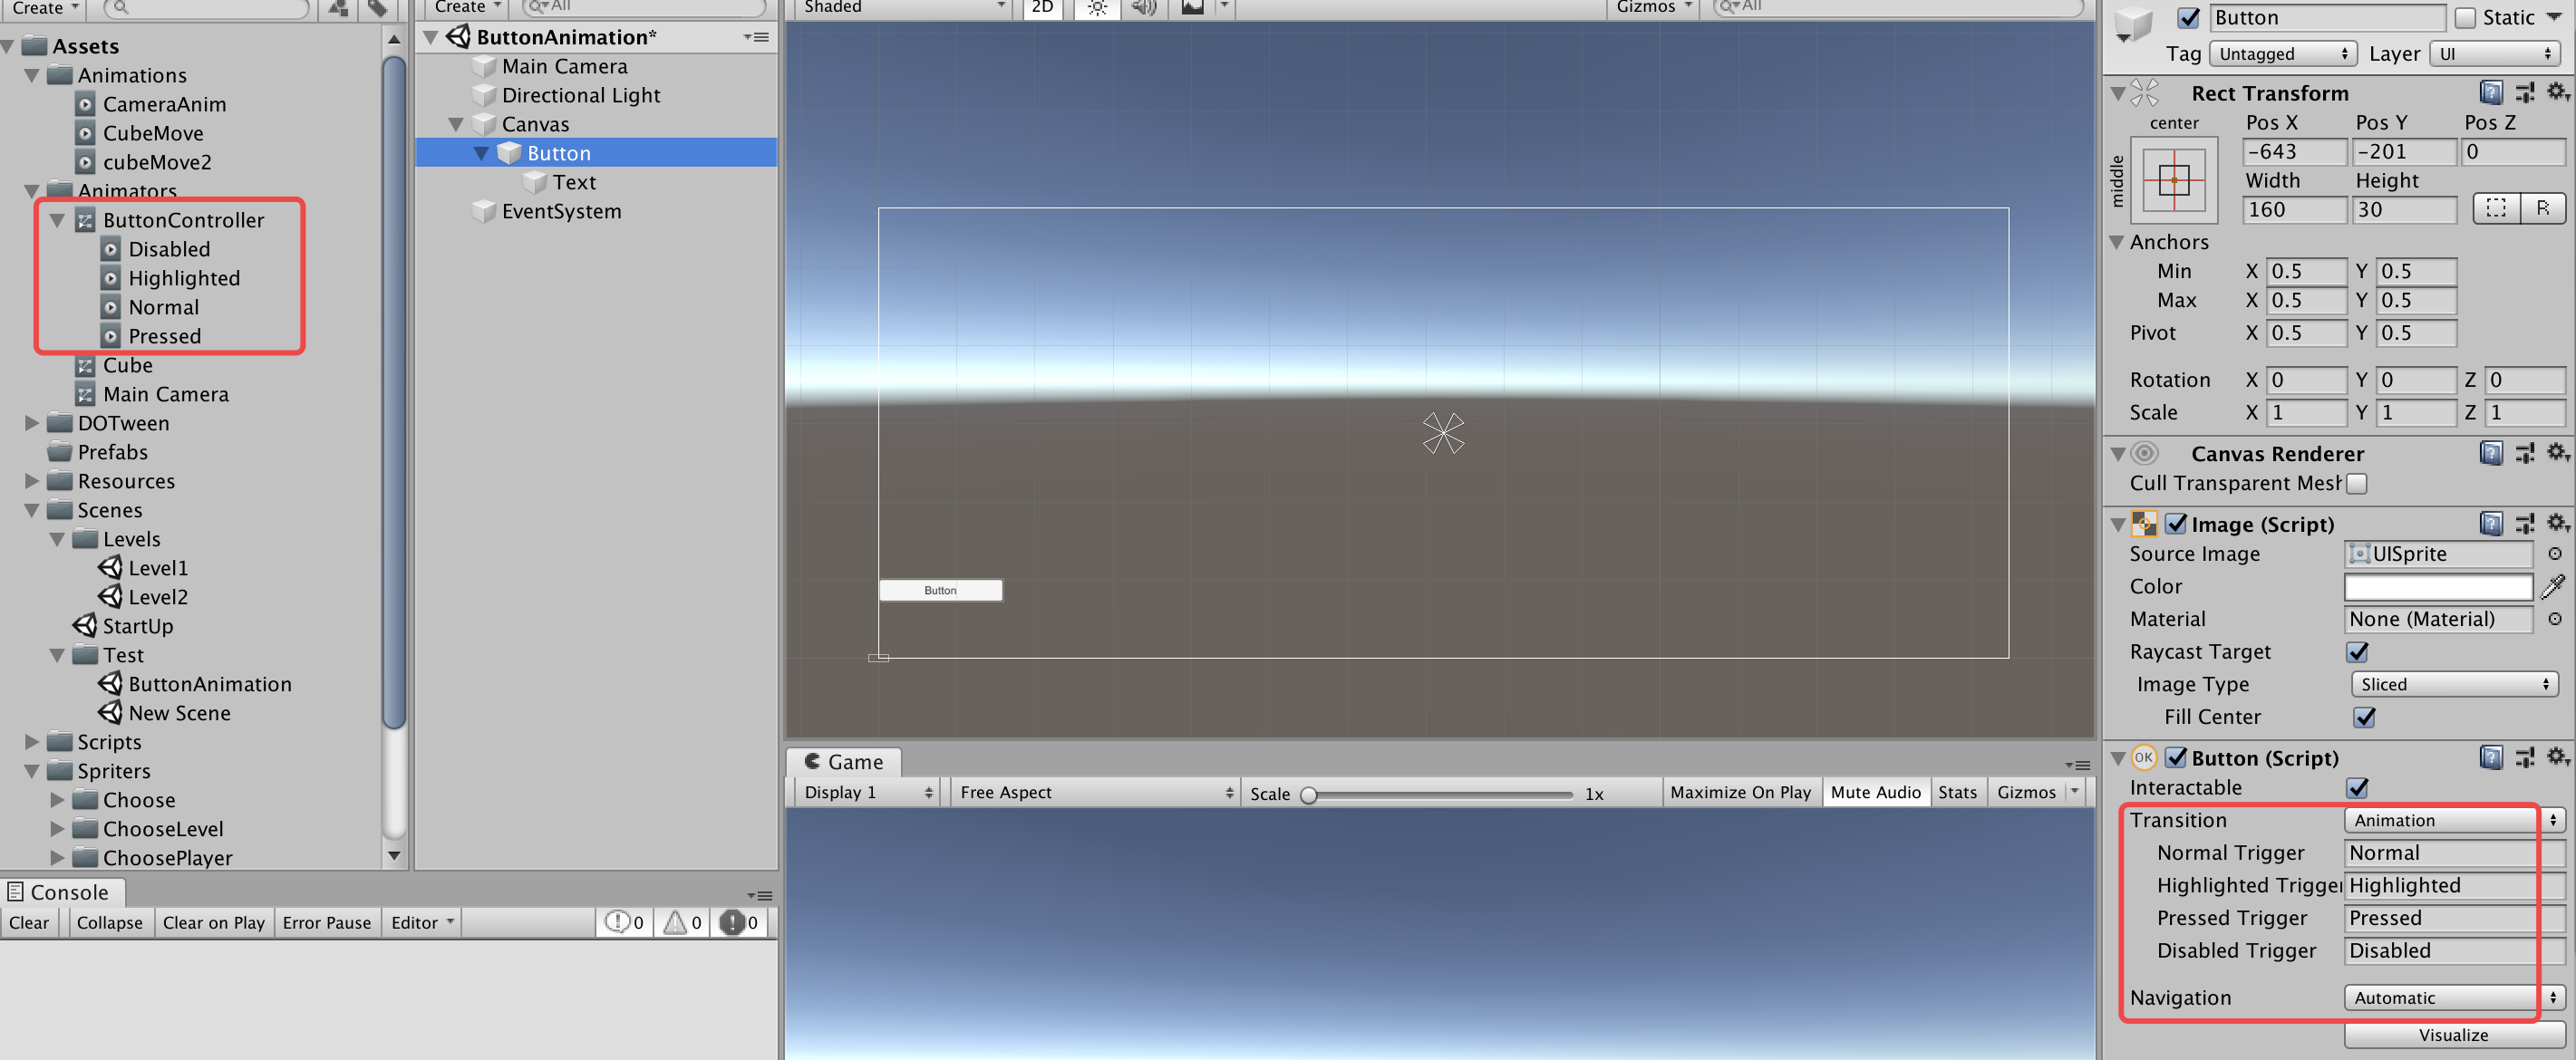 Create
Assets
Animations
CameraAnim
CubeMove
cubeMove2
Animators
ButtonController
Disabled
Highlighted
Normal
Pressed
Cube
Main Camera
DOTween
Prefabs
Resources
Scenes
Levels
Level1
Level2
StartUp
Test
ButtonAnimation
New Scene
Scripts
Spriters
Choose
ChooseLevel
ChoosePlayer
Console
Clear Collapse Clear on Play Error Pause Editor 0 0 0
Create All
ButtonAnimation*
Main Camera
Directional Light
Canvas
Button
Text
EventSystem
Shaded 2D Gizmos All
Button
Game
Display 1 Free Aspect Scale 1x Maximize On Play Mute Audio Stats Gizmos
Button Static
Tag Untagged Layer UI
Rect Transform
center Pos X Pos Y Pos Z
middle -643 -201 0
Width Height
160 30 R
Anchors
Min X 0.5 Y 0.5
Max X 0.5 Y 0.5
Pivot X 0.5 Y 0.5
Rotation X 0 Y 0 Z 0
Scale X 1 Y 1 Z 1
Canvas Renderer
Cull Transparent Mesh
Image (Script)
Source Image UISprite
Color
Material None (Material)
Raycast Target
Image Type Sliced
Fill Center
OK Button (Script)
Interactable
Transition Animation
Normal Trigger Normal
Highlighted Trigger Highlighted
Pressed Trigger Pressed
Disabled Trigger Disabled
Navigation Automatic
Visualize